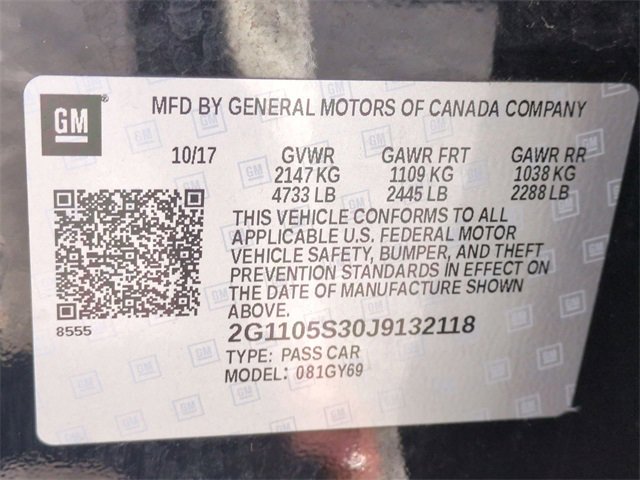 GM® MFD BY GENERAL MOTORS OF CANADA COMPANY
10/17 GVWR GAWR FRT GAWR RR
2147 KG 1109 KG 1038 KG
4733 LB 2445 LB 2288 LB
THIS VEHICLE CONFORMS TO ALL
APPLICABLE U.S. FEDERAL MOTOR
VEHICLE SAFETY, BUMPER, AND THEFT
PREVENTION STANDARDS IN EFFECT ON
THE DATE OF MANUFACTURE SHOWN
ABOVE.
8555
2G1105S30J9132118
TYPE: PASS CAR
MODEL: 081GY69